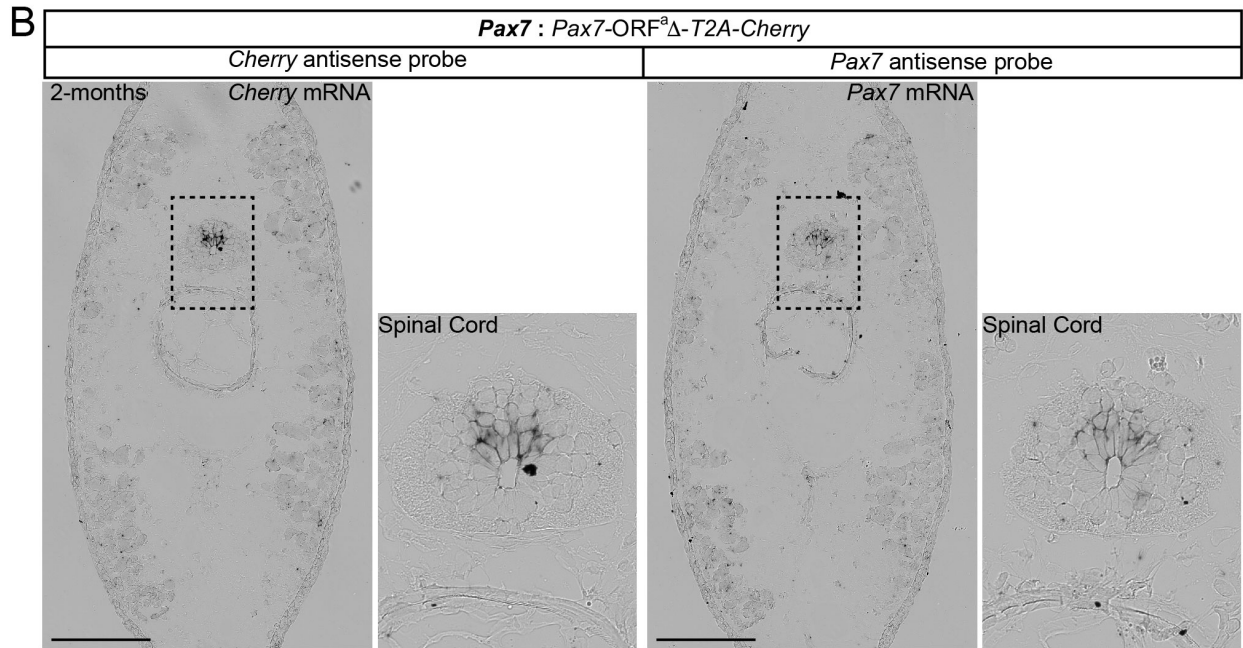 B
Pax7 : Pax7-ORFᵃΔ-T2A-Cherry
Cherry antisense probe
Pax7 antisense probe
2-months
Cherry mRNA
Pax7 mRNA
Spinal Cord
Spinal Cord